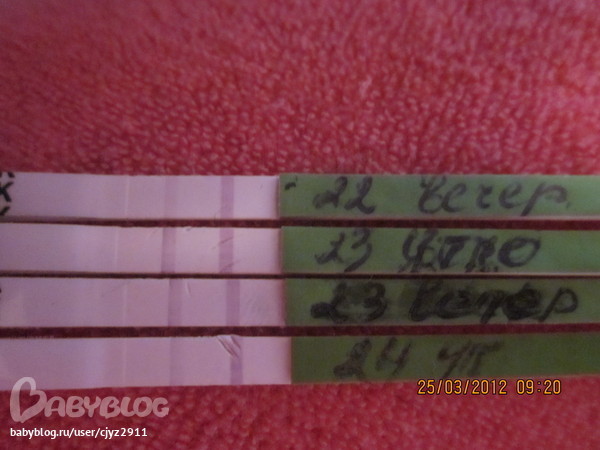 22 вечер.
23 утро
23 вечер
24 ут
25/03/2012 09:20
BABYBLOG
babyblog.ru/user/cjyz2911